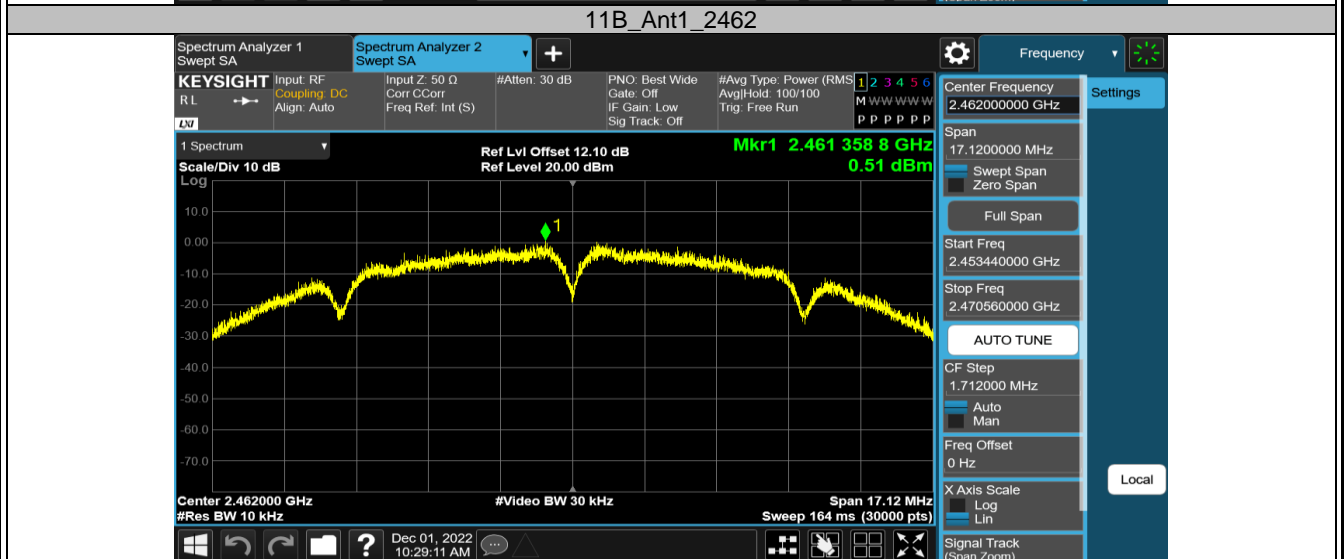 11B_Ant1_2462
Spectrum Analyzer 1
Swept SA
Spectrum Analyzer 2
Swept SA
Frequency
KEYSIGHT
RL
LXI
Input: RF
Coupling: DC
Align: Auto
Input Z: 50 Ω
Corr CCorr
Freq Ref: Int (S)
#Atten: 30 dB
PNO: Best Wide
Gate: Off
IF Gain: Low
Sig Track: Off
#Avg Type: Power (RMS
Avg|Hold: 100/100
Trig: Free Run
1 2 3 4 5 6
M W W W W W
P P P P P P
1 Spectrum
Scale/Div 10 dB
Log
Ref Lvl Offset 12.10 dB
Ref Level 20.00 dBm
Mkr1 2.461 358 8 GHz
0.51 dBm
10.0
0.00
-10.0
-20.0
-30.0
-40.0
-50.0
-60.0
-70.0
1
Center 2.462000 GHz
#Res BW 10 kHz
#Video BW 30 kHz
Span 17.12 MHz
Sweep 164 ms (30000 pts)
Center Frequency
2.462000000 GHz
Settings
Span
17.1200000 MHz
Swept Span
Zero Span
Full Span
Start Freq
2.453440000 GHz
Stop Freq
2.470560000 GHz
AUTO TUNE
CF Step
1.712000 MHz
Auto
Man
Freq Offset
0 Hz
X Axis Scale
Log
Lin
Local
Signal Track
(Span Zoom)
?
Dec 01, 2022
10:29:11 AM